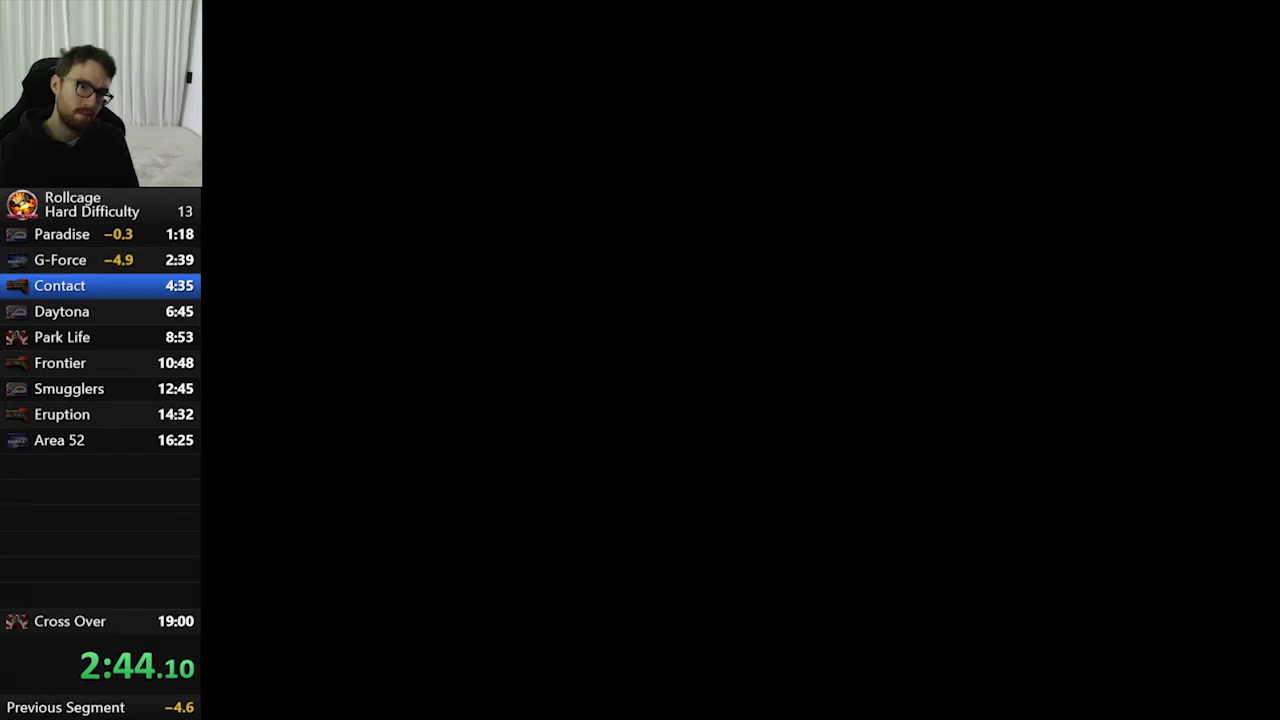 Rollcage
Hard Difficulty 13
Paradise −0.3 1:18
G-Force −4.9 2:39
Contact 4:35
Daytona 6:45
Park Life 8:53
Frontier 10:48
Smugglers 12:45
Eruption 14:32
Area 52 16:25
Cross Over 19:00
2:44.10
Previous Segment −4.6